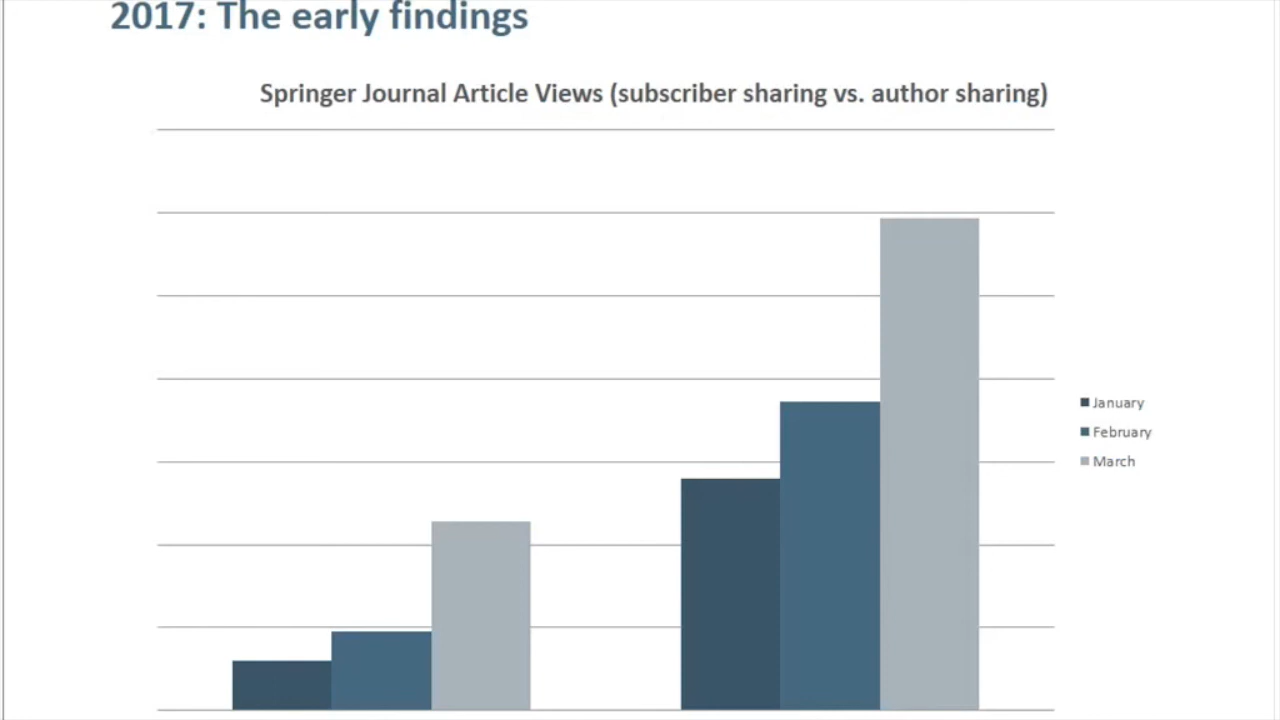 2017: The early findings
Springer Journal Article Views (subscriber sharing vs. author sharing)
January
February
March